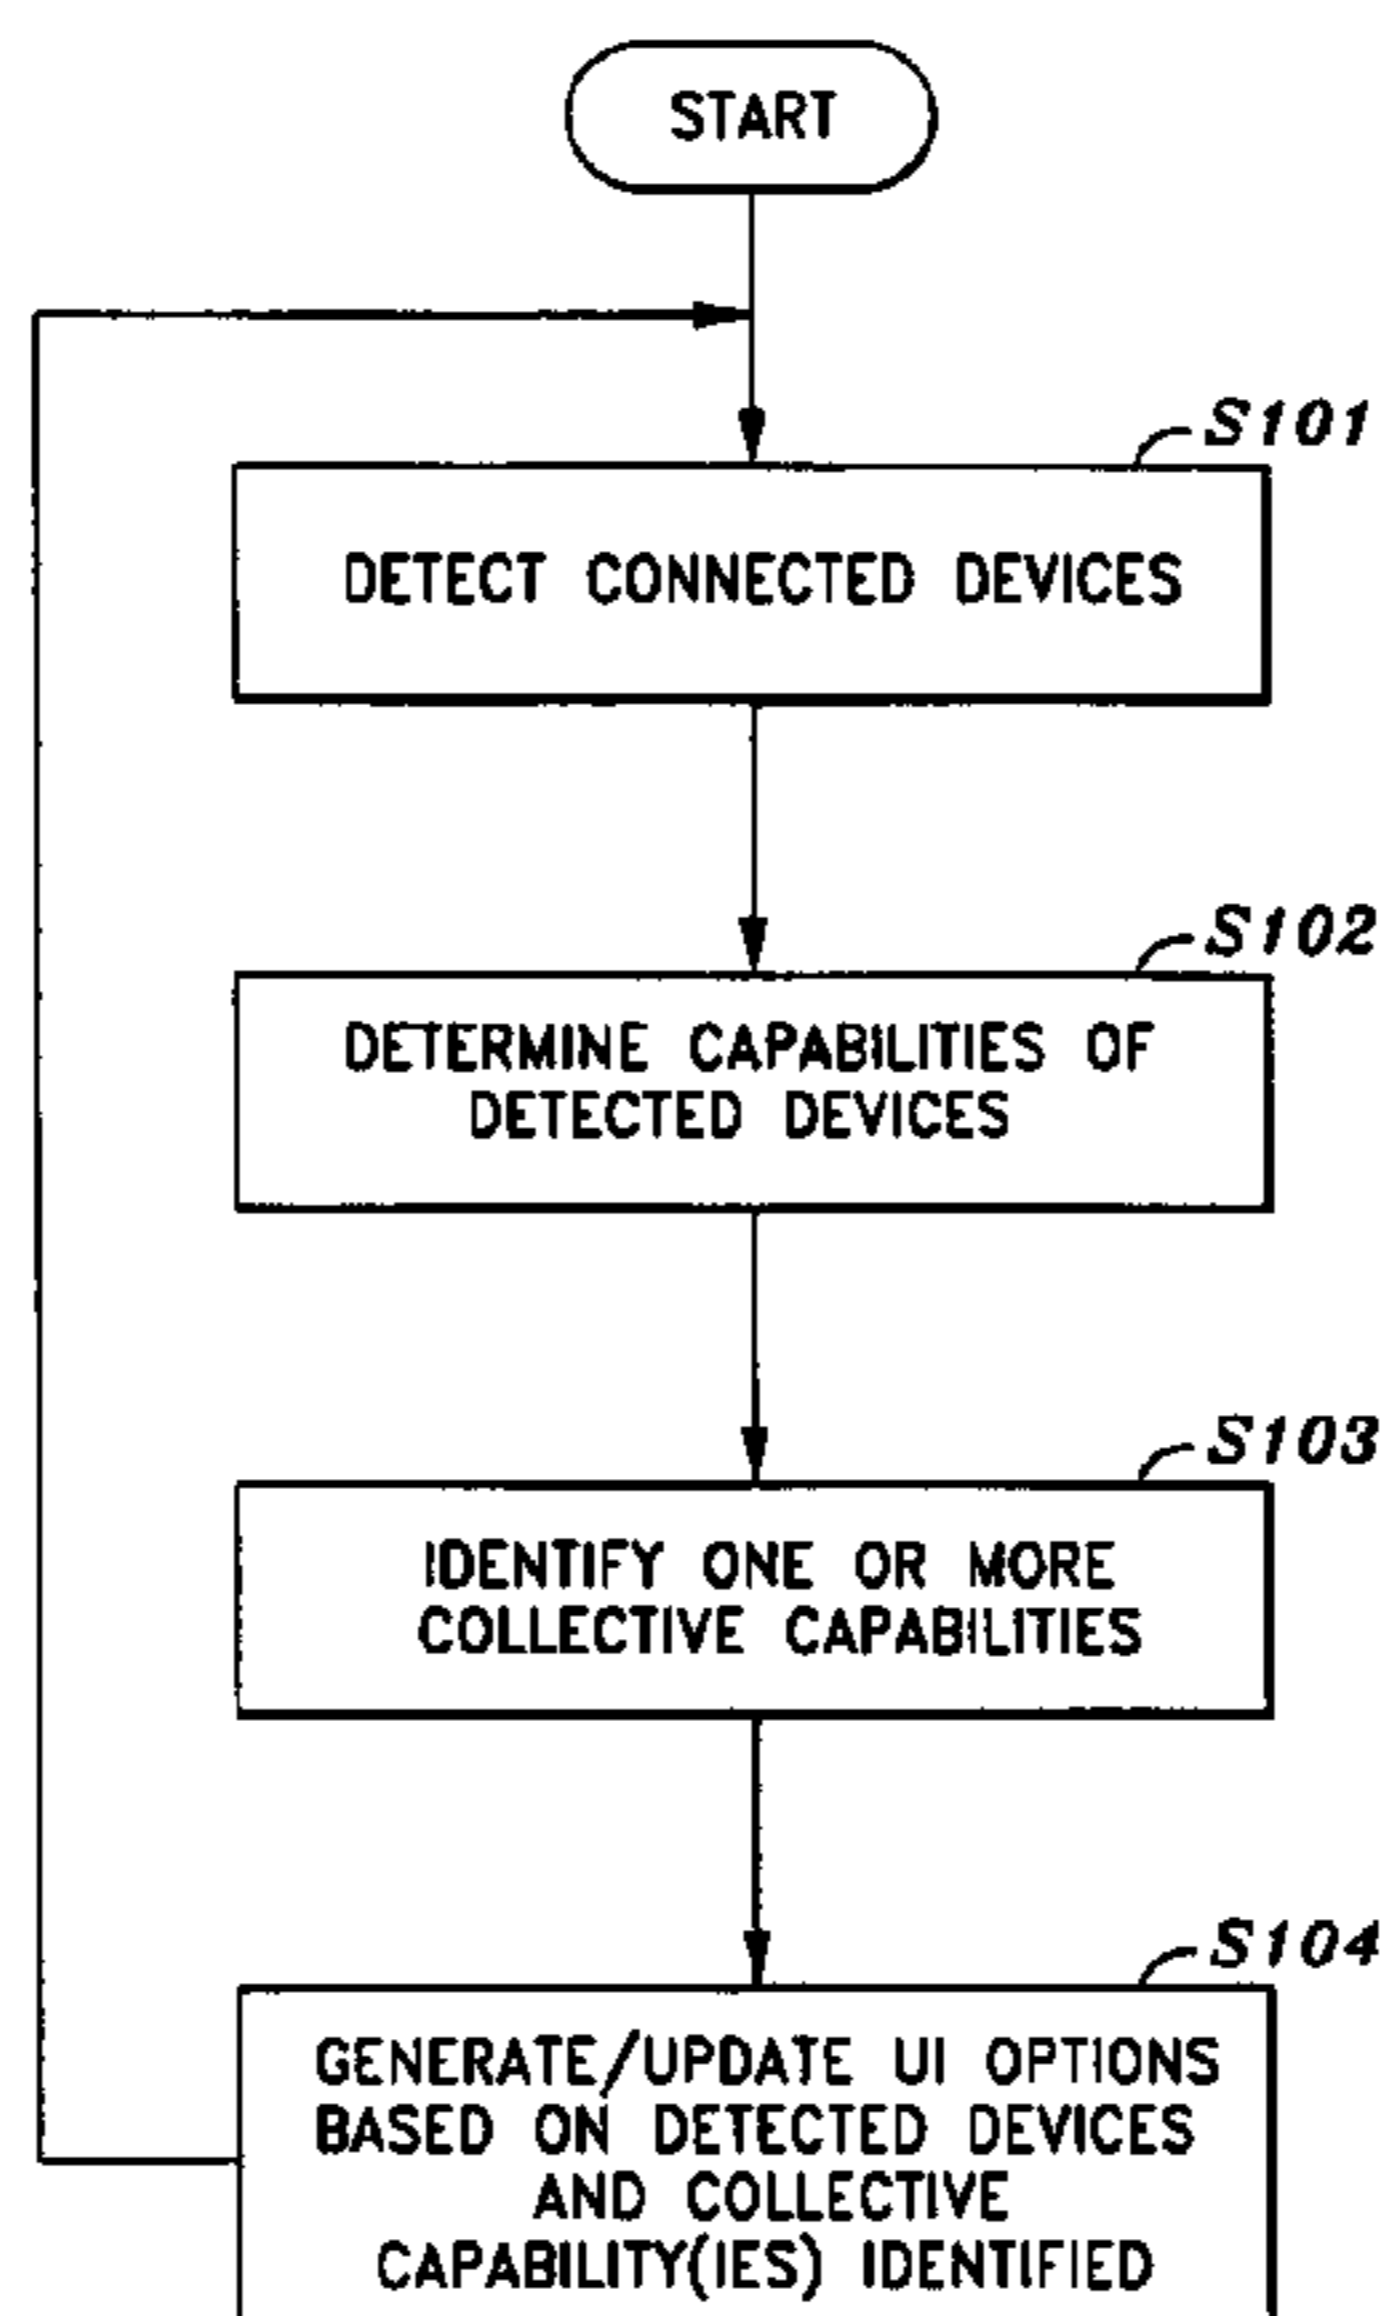 START
S101
DETECT CONNECTED DEVICES
S102
DETERMINE CAPABILITIES OF
DETECTED DEVICES
S103
IDENTIFY ONE OR MORE
COLLECTIVE CAPABILITIES
S104
GENERATE/UPDATE UI OPTIONS
BASED ON DETECTED DEVICES
AND COLLECTIVE
CAPABILITY(IES) IDENTIFIED